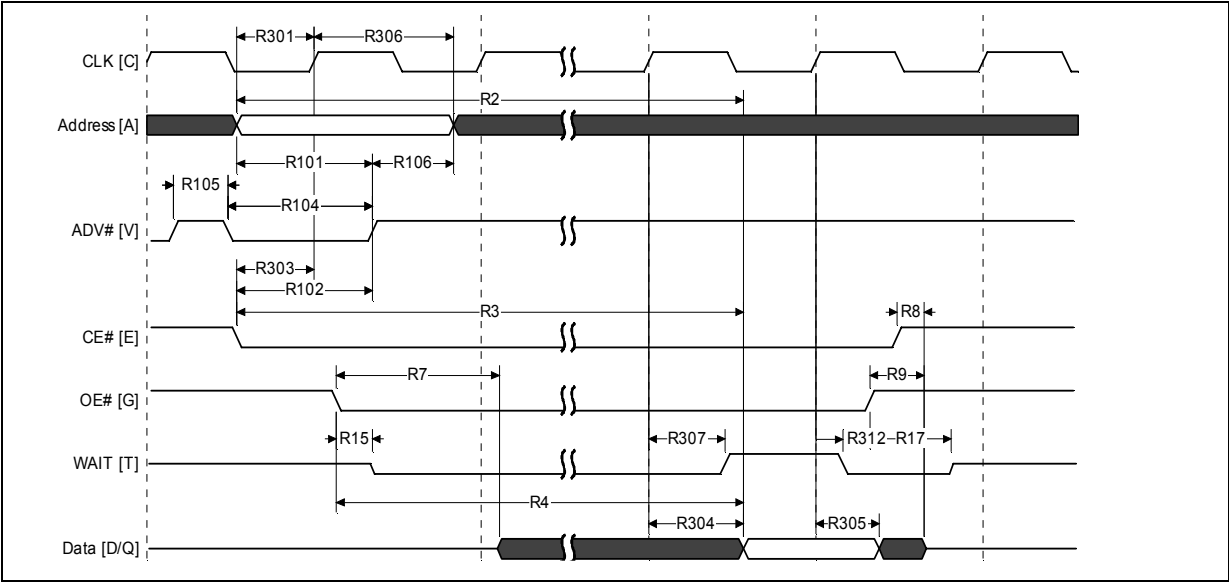 R301 R306
CLK [C]
R2
Address [A]
R101 R106
R105
R104
ADV# [V]
R303
R102
R3
R8
CE# [E]
R7
R9
OE# [G]
R15
R307
R312
R17
WAIT [T]
R4
R304
R305
Data [D/Q]